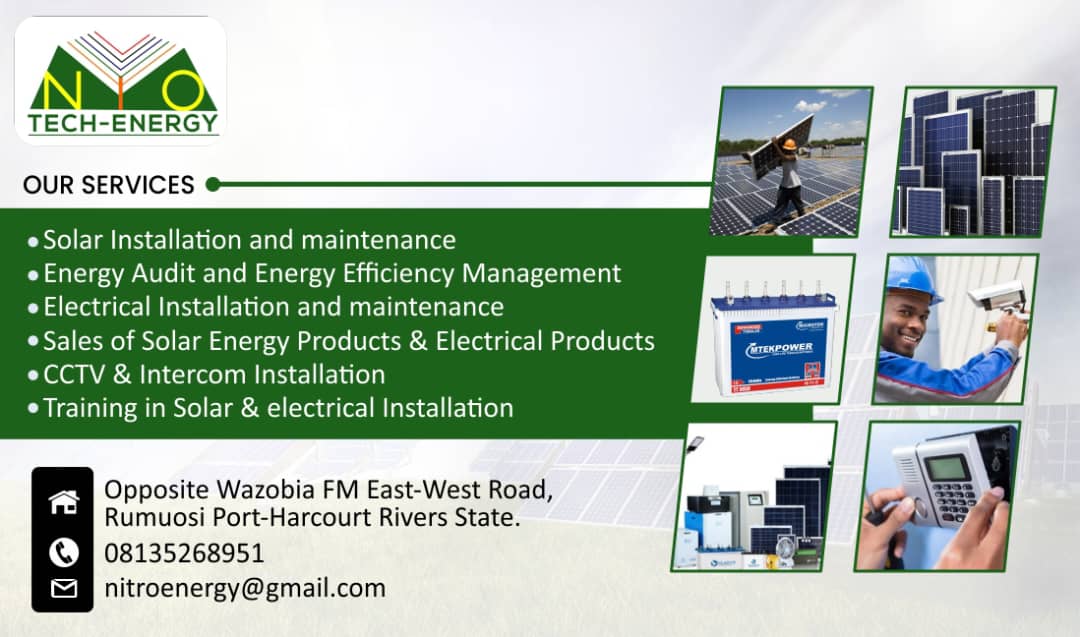 NYO
TECH-ENERGY
OUR SERVICES
• Solar Installation and maintenance
• Energy Audit and Energy Efficiency Management
• Electrical Installation and maintenance
• Sales of Solar Energy Products & Electrical Products
• CCTV & Intercom Installation
• Training in Solar & electrical Installation
MTEKPOWER
Opposite Wazobia FM East-West Road,
Rumuosi Port-Harcourt Rivers State.
08135268951
nitroenergy@gmail.com